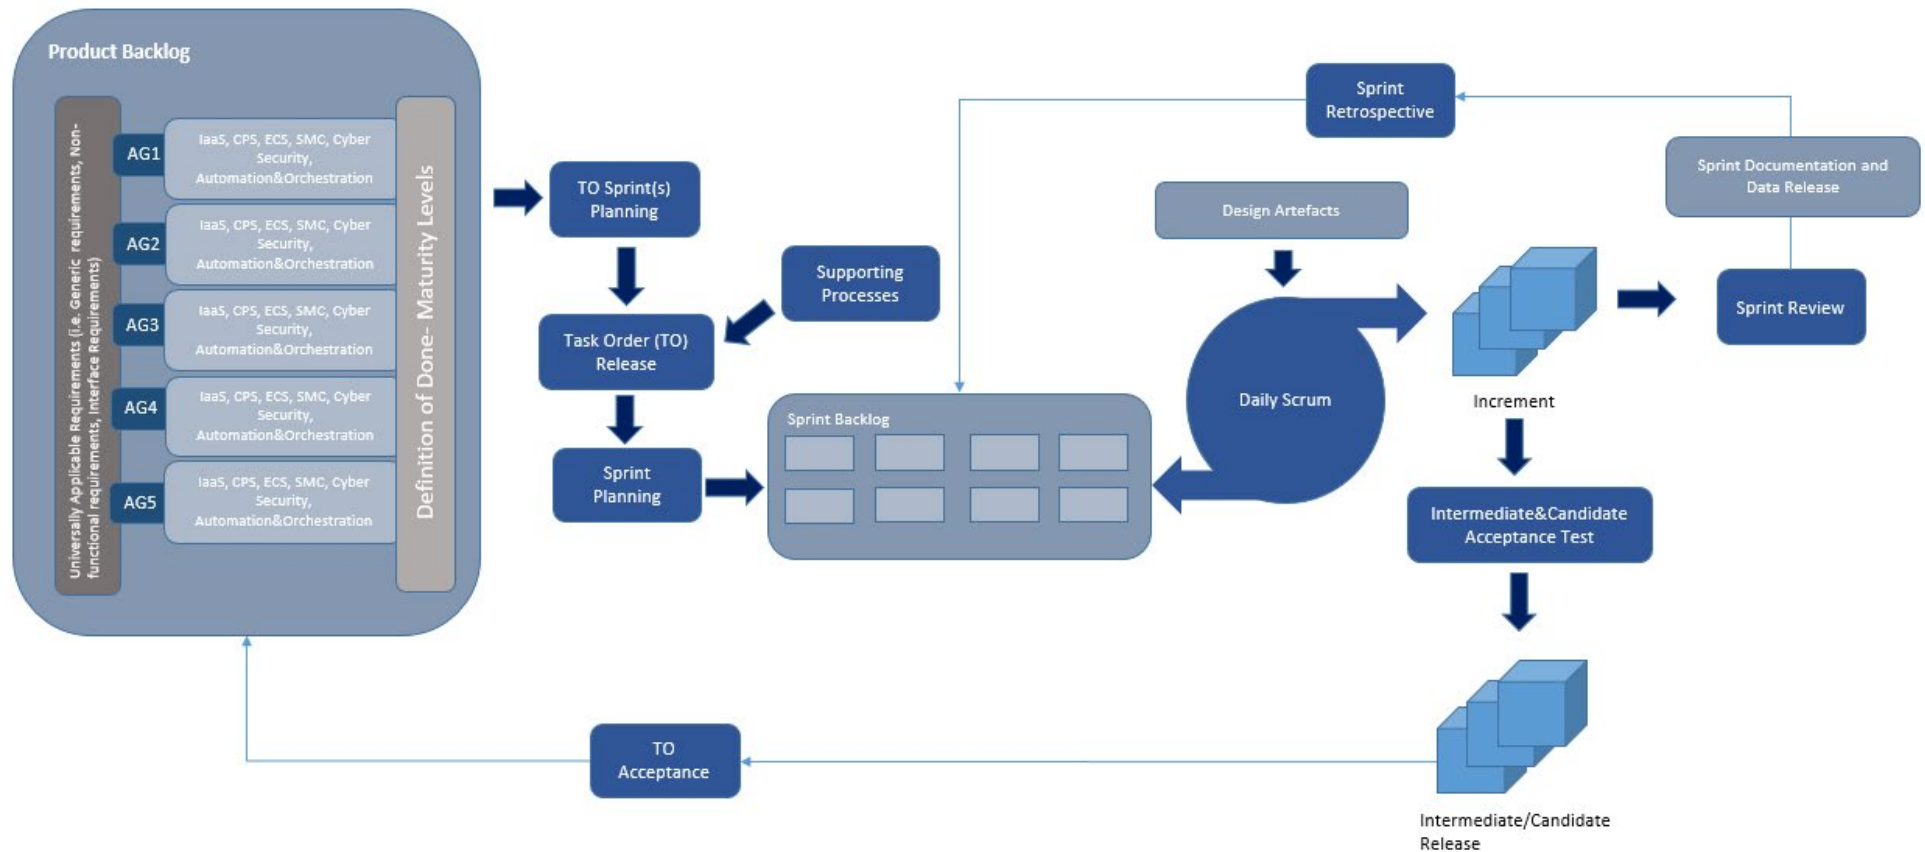 Product Backlog
Universally Applicable Requirements (i.e. Generic requirements, Non-
functional requirements, Interface Requirements)
AG1
IaaS, CPS, ECS, SMC, Cyber
Security,
Automation&Orchestration
AG2
IaaS, CPS, ECS, SMC, Cyber
Security,
Automation&Orchestration
AG3
IaaS, CPS, ECS, SMC, Cyber
Security,
Automation&Orchestration
AG4
IaaS, CPS, ECS, SMC, Cyber
Security,
Automation&Orchestration
AG5
IaaS, CPS, ECS, SMC, Cyber
Security,
Automation&Orchestration
Definition of Done- Maturity Levels
TO Sprint(s)
Planning
Supporting
Processes
Task Order (TO)
Release
Sprint
Planning
Sprint Backlog
Sprint
Retrospective
Design Artefacts
Daily Scrum
Increment
Sprint Documentation and
Data Release
Sprint Review
Intermediate&Candidate
Acceptance Test
Intermediate/Candidate
Release
TO
Acceptance